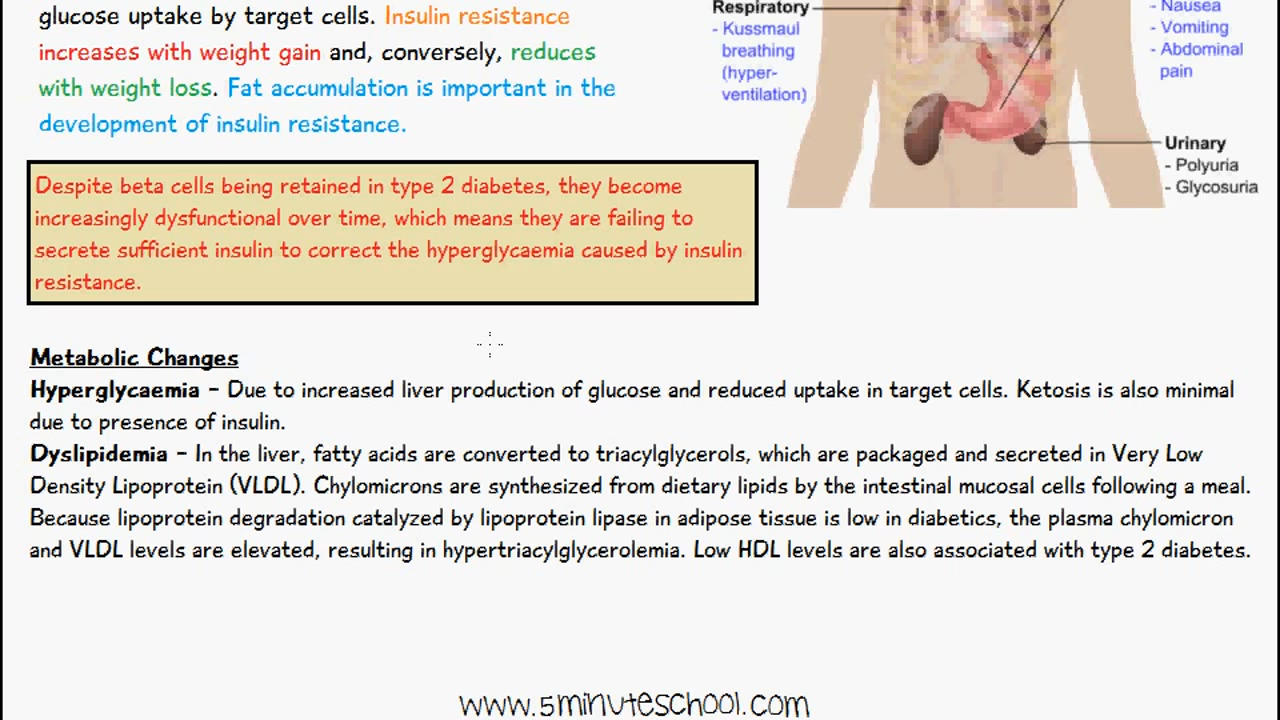 glucose uptake by target cells. Insulin resistance
increases with weight gain and, conversely, reduces
with weight loss. Fat accumulation is important in the
development of insulin resistance.
Respiratory
- Kussmaul
breathing
(hyper-
ventilation)
- Nausea
- Vomiting
- Abdominal
pain
Urinary
- Polyuria
- Glycosuria
Despite beta cells being retained in type 2 diabetes, they become
increasingly dysfunctional over time, which means they are failing to
secrete sufficient insulin to correct the hyperglycaemia caused by insulin
resistance.
Metabolic Changes
Hyperglycaemia - Due to increased liver production of glucose and reduced uptake in target cells. Ketosis is also minimal
due to presence of insulin.
Dyslipidemia - In the liver, fatty acids are converted to triacylglycerols, which are packaged and secreted in Very Low
Density Lipoprotein (VLDL). Chylomicrons are synthesized from dietary lipids by the intestinal mucosal cells following a meal.
Because lipoprotein degradation catalyzed by lipoprotein lipase in adipose tissue is low in diabetics, the plasma chylomicron
and VLDL levels are elevated, resulting in hypertriacylglycerolemia. Low HDL levels are also associated with type 2 diabetes.
www.5minuteschool.com